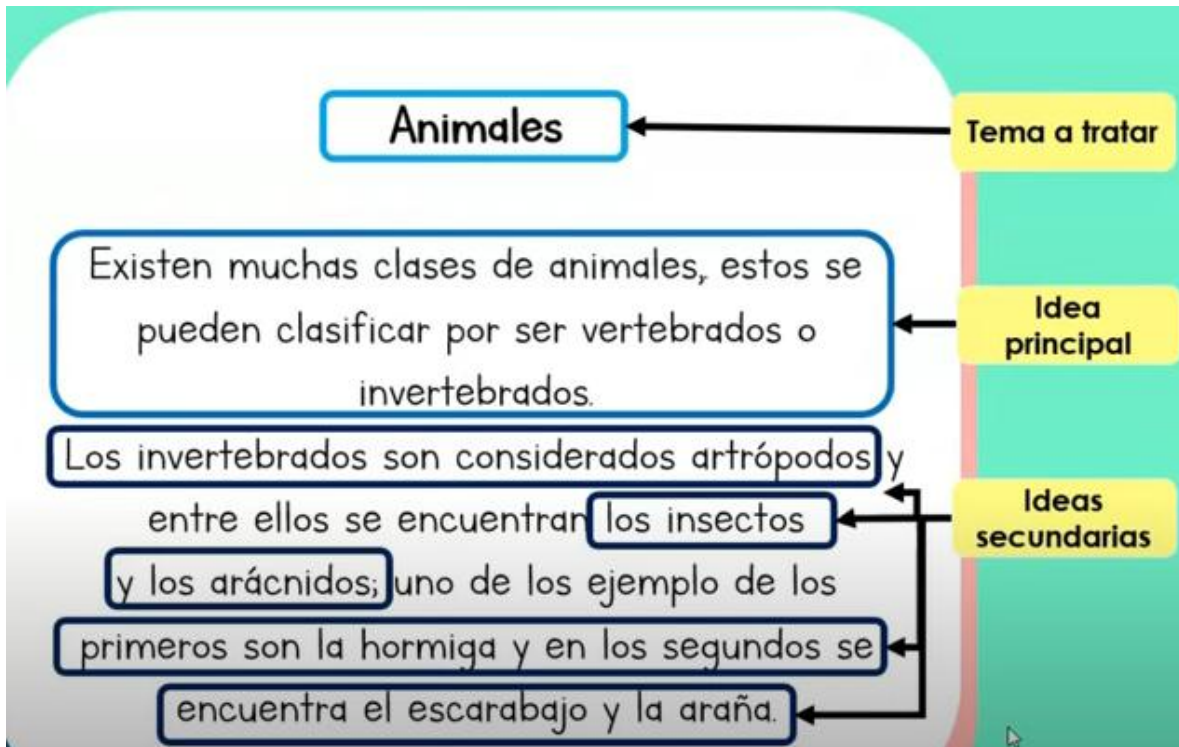 Animales
Tema a tratar
Existen muchas clases de animales, estos se
pueden clasificar por ser vertebrados o
invertebrados.
Idea
principal
Los invertebrados son considerados artrópodos y
entre ellos se encuentran los insectos
y los arácnidos; uno de los ejemplo de los
primeros son la hormiga y en los segundos se
encuentra el escarabajo y la araña.
Ideas
secundarias